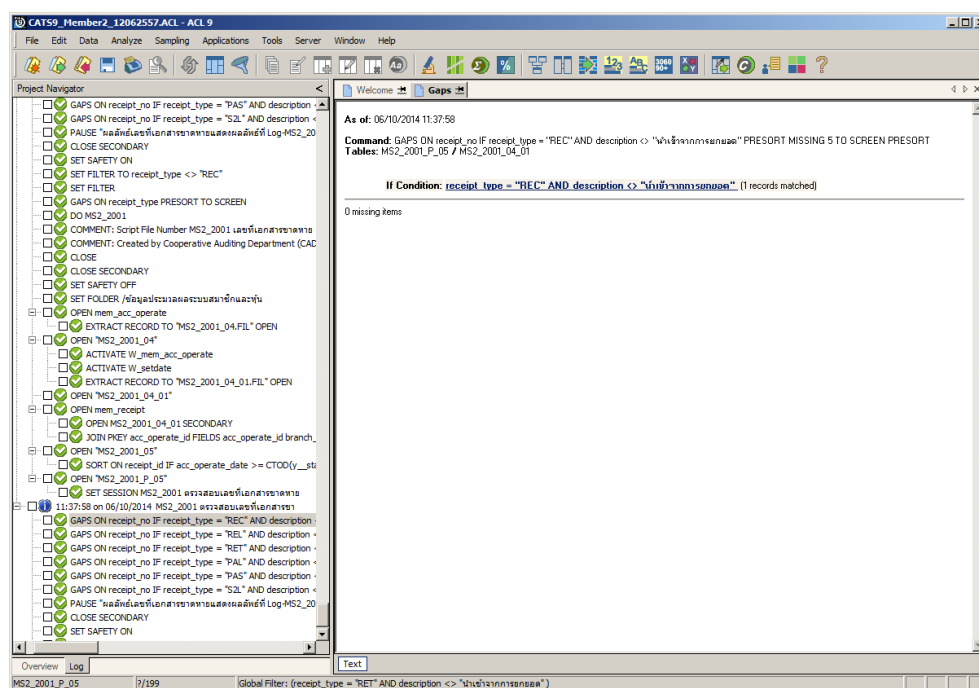 CATS9_Member2_12062557.ACL - ACL 9
File Edit Data Analyze Sampling Applications Tools Server Window Help
Project Navigator <
Welcome Gaps
GAPS ON receipt_no IF receipt_type = "PAS" AND description
GAPS ON receipt_no IF receipt_type = "S2L" AND description <
PAUSE "ผลลัพธ์เลขที่เอกสารขาดหายแสดงผลลัพธ์ที่ Log-MS2_20
CLOSE SECONDARY
SET SAFETY ON
SET FILTER TO receipt_type <> "REC"
SET FILTER
GAPS ON receipt_type PRESORT TO SCREEN
DO MS2_2001
COMMENT: Script File Number MS2_2001 เลขที่เอกสารขาดหาย
COMMENT: Created by Cooperative Auditing Department (CAD
CLOSE
CLOSE SECONDARY
SET SAFETY OFF
SET FOLDER /ข้อมูลประมวลผลระบบสมาชิกและหุ้น
OPEN mem_acc_operate
EXTRACT RECORD TO "MS2_2001_04.FIL" OPEN
OPEN "MS2_2001_04"
ACTIVATE W_mem_acc_operate
ACTIVATE W_setdate
EXTRACT RECORD TO "MS2_2001_04_01.FIL" OPEN
OPEN "MS2_2001_04_01"
OPEN mem_receipt
OPEN MS2_2001_04_01 SECONDARY
JOIN PKEY acc_operate_id FIELDS acc_operate_id branch_
OPEN "MS2_2001_05"
SORT ON receipt_id IF acc_operate_date >= CTOD(y__sta
OPEN "MS2_2001_P_05"
SET SESSION MS2_2001 ตรวจสอบเลขที่เอกสารขาดหาย
11:37:58 on 06/10/2014 MS2_2001 ตรวจสอบเลขที่เอกสารขา
GAPS ON receipt_no IF receipt_type = "REC" AND description
GAPS ON receipt_no IF receipt_type = "REL" AND description <
GAPS ON receipt_no IF receipt_type = "RET" AND description <
GAPS ON receipt_no IF receipt_type = "PAL" AND description <
GAPS ON receipt_no IF receipt_type = "PAS" AND description <
GAPS ON receipt_no IF receipt_type = "S2L" AND description <
PAUSE "ผลลัพธ์เลขที่เอกสารขาดหายแสดงผลลัพธ์ที่ Log-MS2_20
CLOSE SECONDARY
SET SAFETY ON
Overview Log
As of: 06/10/2014 11:37:58
Command: GAPS ON receipt_no IF receipt_type = "REC" AND description <> "นำเข้าจากการยกยอด" PRESORT MISSING 5 TO SCREEN PRESORT
Tables: MS2_2001_P_05 / MS2_2001_04_01
If Condition: receipt_type = "REC" AND description <> "นำเข้าจากการยกยอด" (1 records matched)
0 missing items
Text
MS2_2001_P_05 ?/199 Global Filter: (receipt_type = "RET" AND description <> "นำเข้าจากการยกยอด")